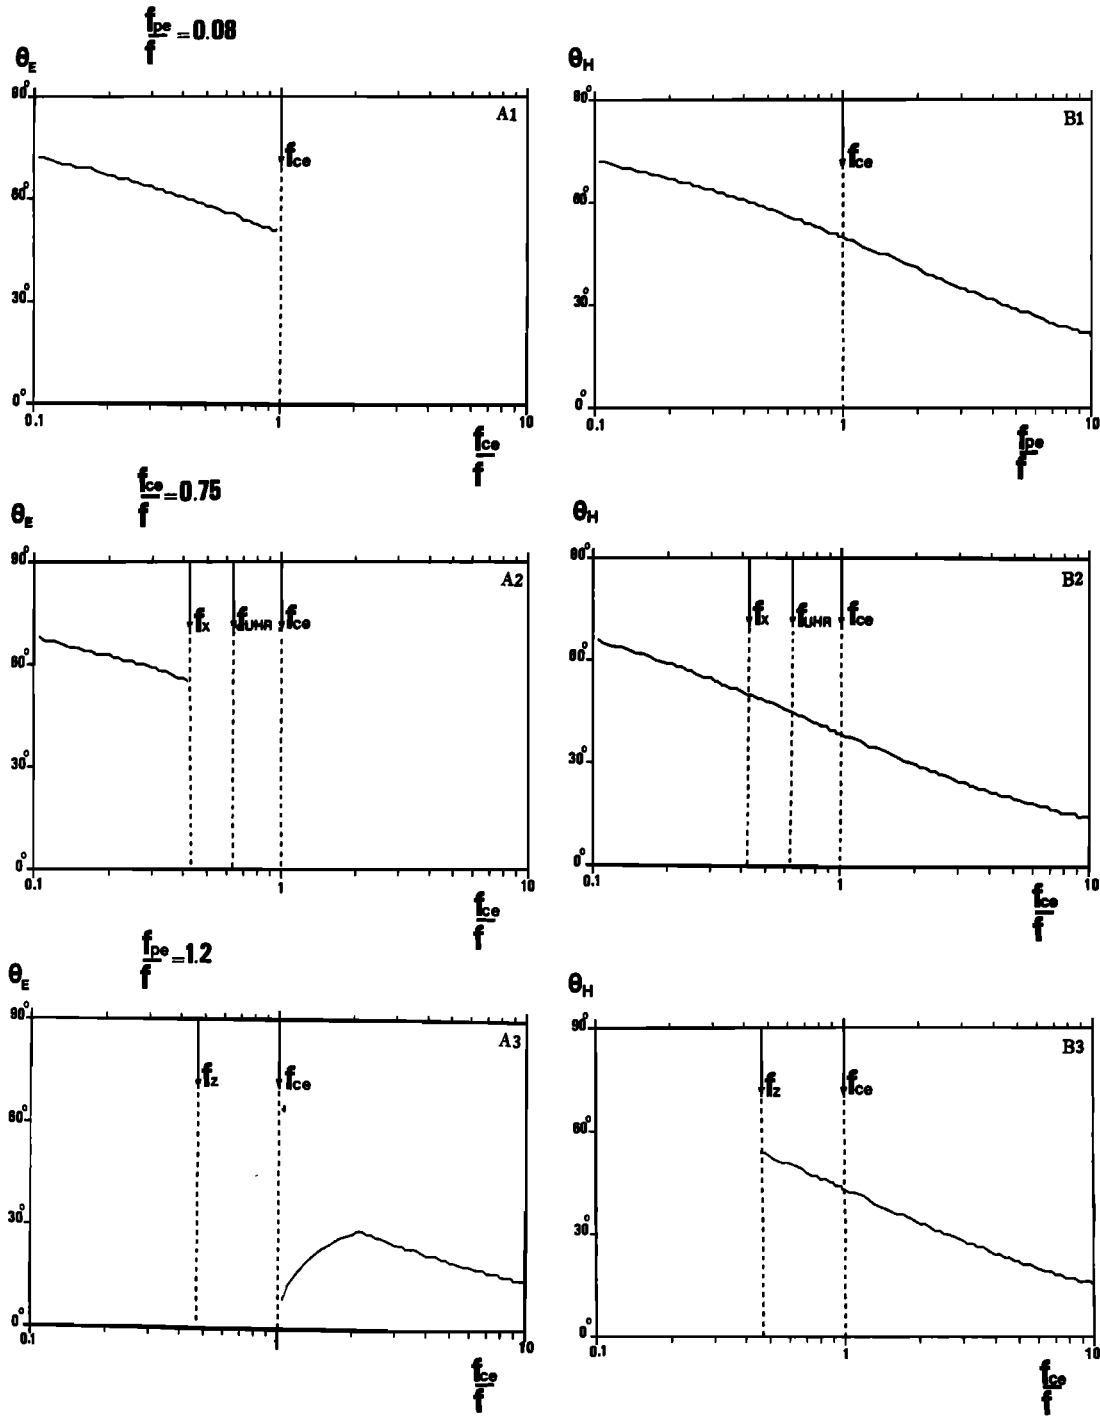 fpe/f = 0.08
θE
θH
90° A1
90° B1
fce
fce
60°
60°
30°
30°
0°
0°
0.1 1 10
0.1 1 10
fce/f
fpe/f
fce/f = 0.75
θE
θH
90° A2
90° B2
fx fUHR fce
fx fUHR fce
60°
60°
30°
30°
0°
0°
0.1 1 10
0.1 1 10
fce/f
fce/f
fpe/f = 1.2
θE
θH
90° A3
90° B3
fz fce
fz fce
60°
60°
30°
30°
0°
0°
0.1 1 10
0.1 1 10
fce/f
fce/f